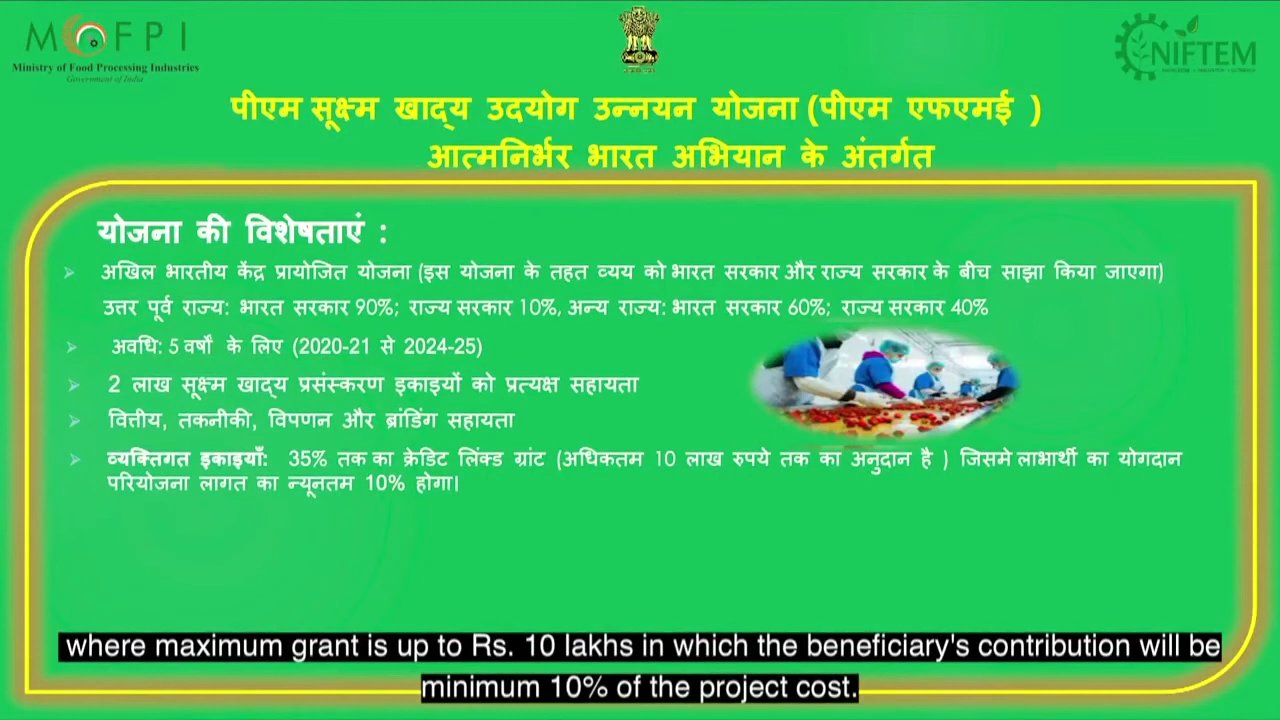 MOFPI
Ministry of Food Processing Industries
Government of India
NIFTEM
पीएम सूक्ष्म खाद्य उदयोग उन्नयन योजना (पीएम एफएमई )
आत्मनिर्भर भारत अभियान के अंतर्गत
योजना की विशेषताएं :
अखिल भारतीय केंद्र प्रायोजित योजना (इस योजना के तहत व्यय को भारत सरकार और राज्य सरकार के बीच साझा किया जाएगा)
उत्तर पूर्व राज्य: भारत सरकार 90%; राज्य सरकार 10%, अन्य राज्य: भारत सरकार 60%; राज्य सरकार 40%
अवधि: 5 वर्षों के लिए (2020-21 से 2024-25)
2 लाख सूक्ष्म खाद्य प्रसंस्करण इकाइयों को प्रत्यक्ष सहायता
वित्तीय, तकनीकी, विपणन और ब्रांडिंग सहायता
व्यक्तिगत इकाइयाँ: 35% तक का क्रेडिट लिंक्ड ग्रांट (अधिकतम 10 लाख रुपये तक का अनुदान है ) जिसमे लाभार्थी का योगदान
परियोजना लागत का न्यूनतम 10% होगा।
where maximum grant is up to Rs. 10 lakhs in which the beneficiary's contribution will be
minimum 10% of the project cost.